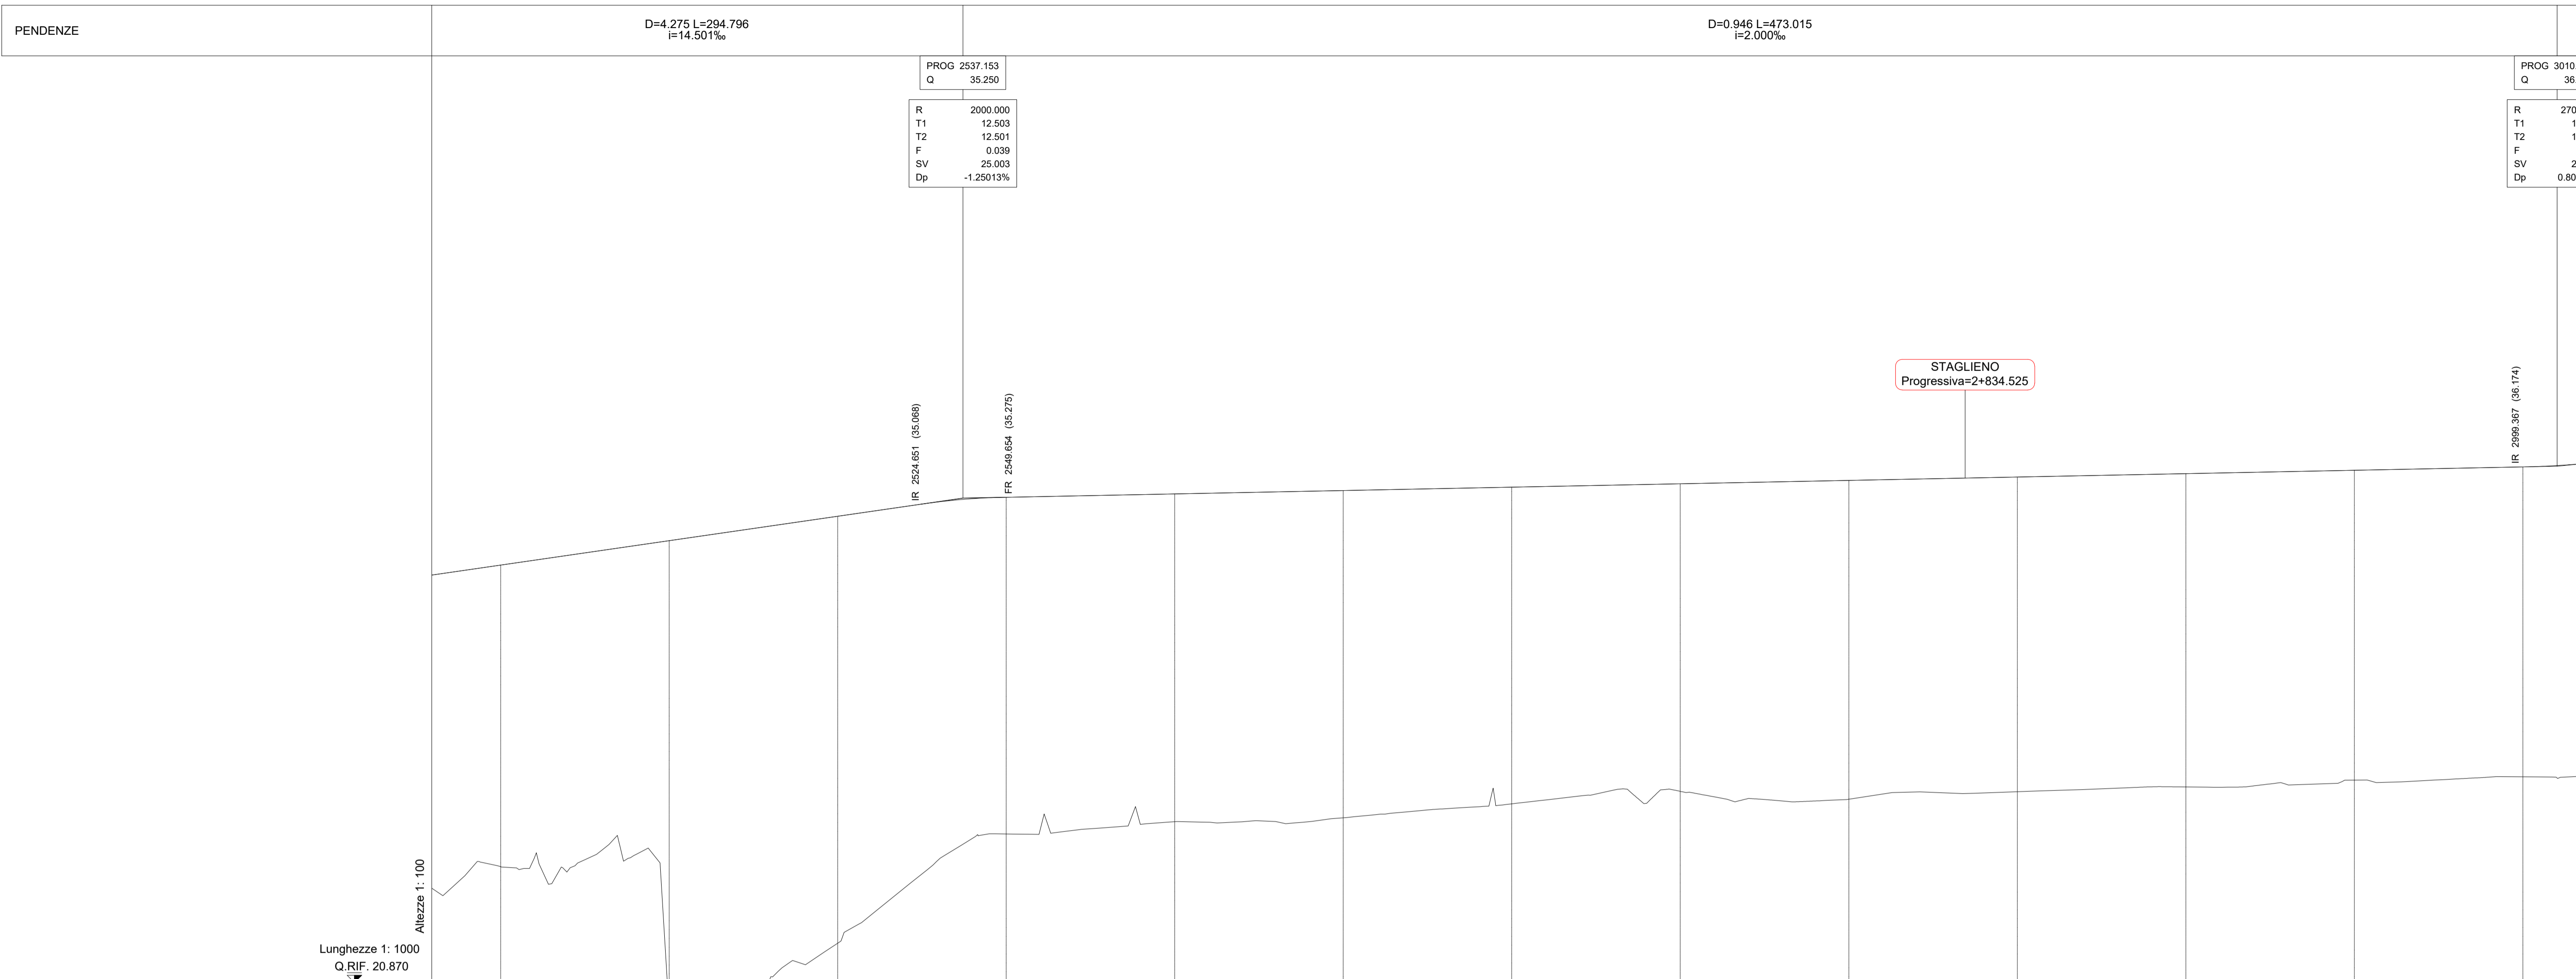 PENDENZE
D=4.275 L=294.796
i=14.501‰
D=0.946 L=473.015
i=2.000‰
PROG 2537.153
Q 35.250
R 2000.000
T1 12.503
T2 12.501
F 0.039
SV 25.003
Dp -1.25013%
PROG 3010.
Q 36.
R 270
T1 1
T2 1
F
SV 2
Dp 0.80
STAGLIENO
Progressiva=2+834.525
IR 2524.651 (35.068)
FR 2549.654 (35.275)
IR 2999.367 (36.174)
Altezze 1: 100
Lunghezze 1: 1000
Q.RIF. 20.870